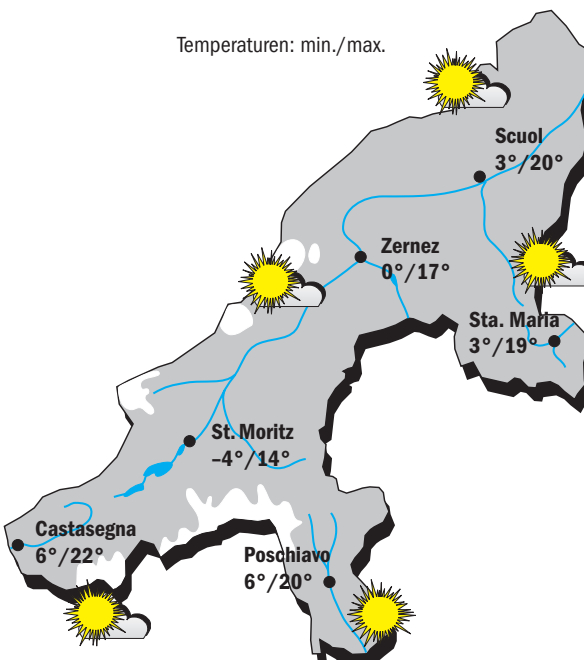 Temperaturen: min./max.
Scuol
3°/20°
Zernez
0°/17°
Sta. Maria
3°/19°
St. Moritz
–4°/14°
Castasegna
6°/22°
Poschiavo
6°/20°